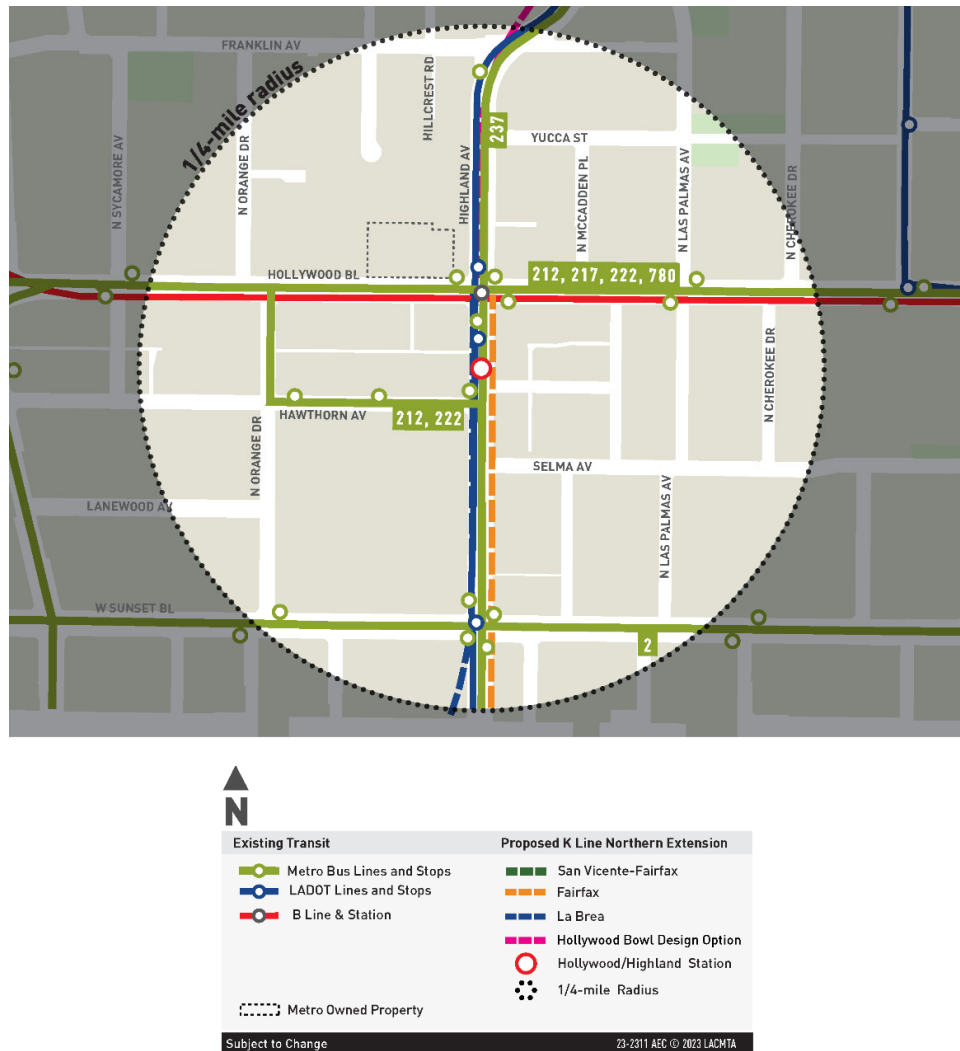 FRANKLIN AV
1/4-mile radius
HILLCREST RD
N SYCAMORE AV
N ORANGE DR
HIGHLAND AV
237
YUCCA ST
N MCCADDEN PL
N LAS PALMAS AV
N CHEROKEE DR
HOLLYWOOD BL
212, 217, 222, 780
N CHEROKEE DR
HAWTHORN AV
212, 222
N ORANGE DR
SELMA AV
LANEWOOD AV
N LAS PALMAS AV
W SUNSET BL
2
N
Existing Transit
Metro Bus Lines and Stops
LADOT Lines and Stops
B Line & Station
Metro Owned Property
Proposed K Line Northern Extension
San Vicente-Fairfax
Fairfax
La Brea
Hollywood Bowl Design Option
Hollywood/Highland Station
1/4-mile Radius
Subject to Change
23-2311 AEC © 2023 LACMTA